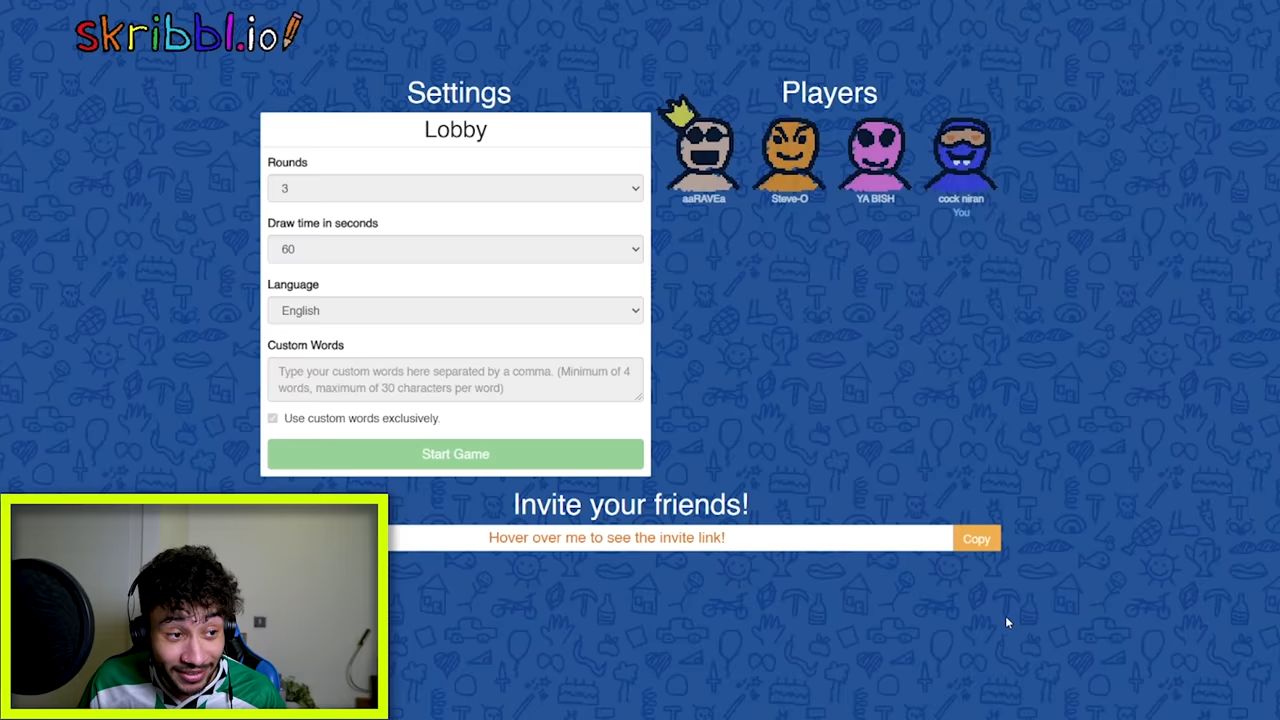 skribbl.io!
Settings
Players
Lobby
Rounds
3
Draw time in seconds
60
Language
English
Custom Words
Type your custom words here separated by a comma. (Minimum of 4
words, maximum of 30 characters per word)
Use custom words exclusively.
Start Game
aaRAVEa
Steve-O
YA BISH
cock niran
You
Invite your friends!
Hover over me to see the invite link!
Copy